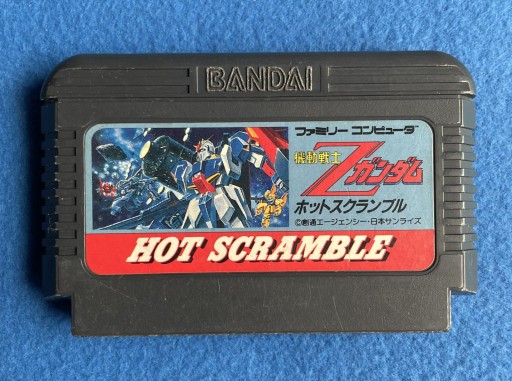 BANDAI
ファミリー コンピュータ
機動戦士
Zガンダム
ホットスクランブル
©創通エージェンシー・日本サンライズ
HOT SCRAMBLE